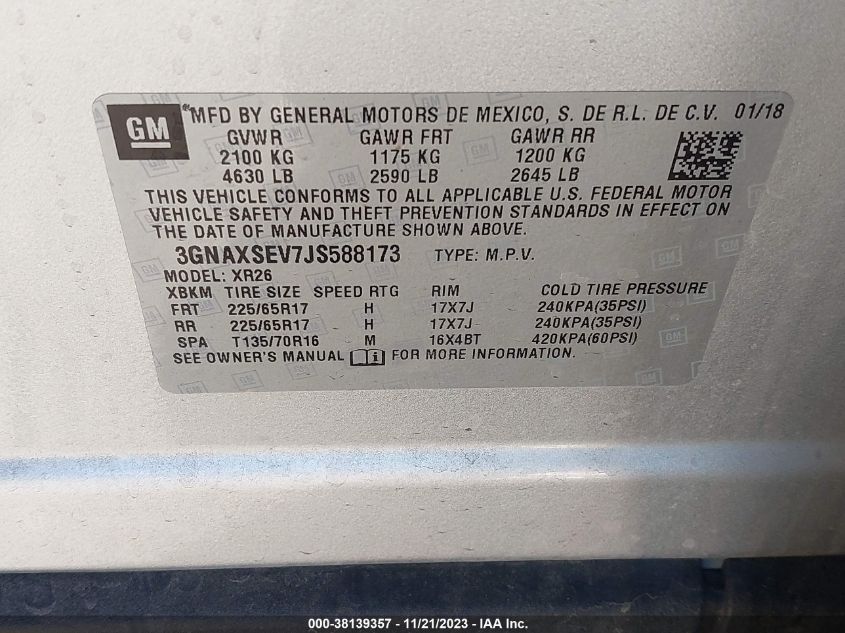 GM MFD BY GENERAL MOTORS DE MEXICO, S. DE R.L. DE C.V. 01/18
GVWR GAWR FRT GAWR RR
2100 KG 1175 KG 1200 KG
4630 LB 2590 LB 2645 LB
THIS VEHICLE CONFORMS TO ALL APPLICABLE U.S. FEDERAL MOTOR
VEHICLE SAFETY AND THEFT PREVENTION STANDARDS IN EFFECT ON
THE DATE OF MANUFACTURE SHOWN ABOVE.
3GNAXSEV7JS588173 TYPE: M.P.V.
MODEL: XR26
XBKM TIRE SIZE SPEED RTG RIM COLD TIRE PRESSURE
FRT 225/65R17 H 17X7J 240KPA(35PSI)
RR 225/65R17 H 17X7J 240KPA(35PSI)
SPA T135/70R16 M 16X4BT 420KPA(60PSI)
SEE OWNER'S MANUAL FOR MORE INFORMATION.
000-38139357 - 11/21/2023 - IAA Inc.